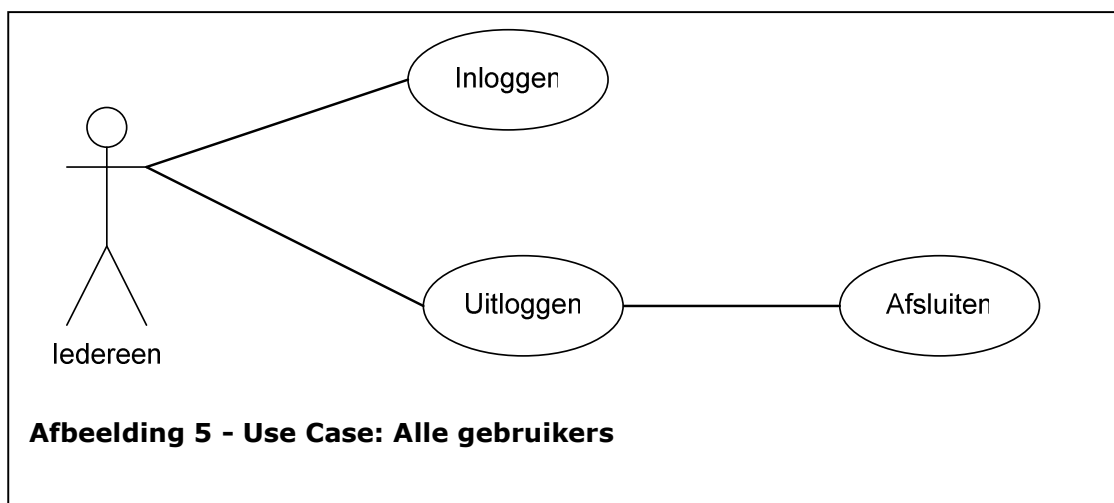 Inloggen
Uitloggen
Afsluiten
Iedereen
Afbeelding 5 - Use Case: Alle gebruikers